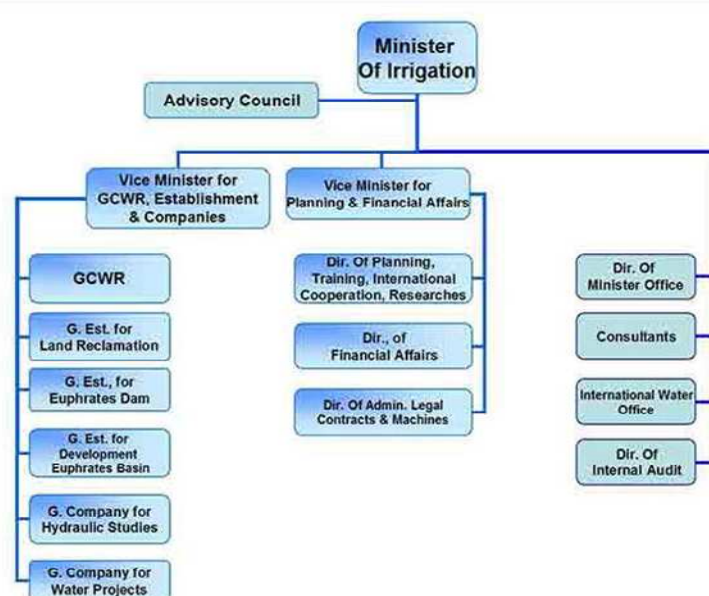 Minister
Of Irrigation
Advisory Council
Vice Minister for
GCWR, Establishment
& Companies
Vice Minister for
Planning & Financial Affairs
GCWR
G. Est. for
Land Reclamation
G. Est., for
Euphrates Dam
G. Est. for
Development
Euphrates Basin
G. Company for
Hydraulic Studies
G. Company for
Water Projects
Dir. Of Planning,
Training, International
Cooperation, Researches
Dir., of
Financial Affairs
Dir. Of Admin. Legal
Contracts & Machines
Dir. Of
Minister Office
Consultants
International Water
Office
Dir. Of
Internal Audit